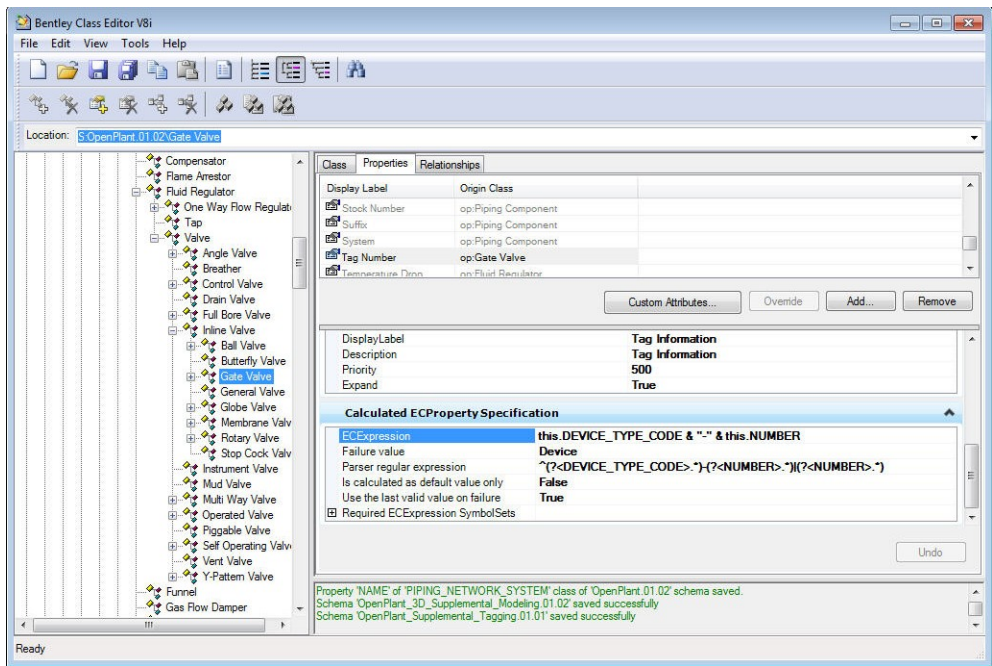 Bentley Class Editor V8i
File Edit View Tools Help
Location: S:OpenPlant.01.02\Gate Valve
Compensator
Flame Arrestor
Fluid Regulator
One Way Flow Regulat
Tap
Valve
Angle Valve
Breather
Control Valve
Drain Valve
Full Bore Valve
Inline Valve
Ball Valve
Butterfly Valve
Gate Valve
General Valve
Globe Valve
Membrane Valv
Rotary Valve
Stop Cock Valv
Instrument Valve
Mud Valve
Multi Way Valve
Operated Valve
Piggable Valve
Self Operating Valv
Vent Valve
Y-Pattern Valve
Funnel
Gas Flow Damper
Class Properties Relationships
Display Label Origin Class
Stock Number op:Piping Component
Suffix op:Piping Component
System op:Piping Component
Tag Number op:Gate Valve
Temperature Drop op:Fluid Regulator
Custom Attributes... Override Add... Remove
DisplayLabel Tag Information
Description Tag Information
Priority 500
Expand True
Calculated ECProperty Specification
ECExpression this.DEVICE_TYPE_CODE & "-" & this.NUMBER
Failure value Device
Parser regular expression ^(?<DEVICE_TYPE_CODE>.*)-(?<NUMBER>.*)|(?<NUMBER>.*)
Is calculated as default value only False
Use the last valid value on failure True
Required ECExpression SymbolSets
Undo
Property 'NAME' of 'PIPING_NETWORK_SYSTEM' class of 'OpenPlant.01.02' schema saved.
Schema 'OpenPlant_3D_Supplemental_Modeling.01.02' saved successfully
Schema 'OpenPlant_Supplemental_Tagging.01.01' saved successfully
Ready